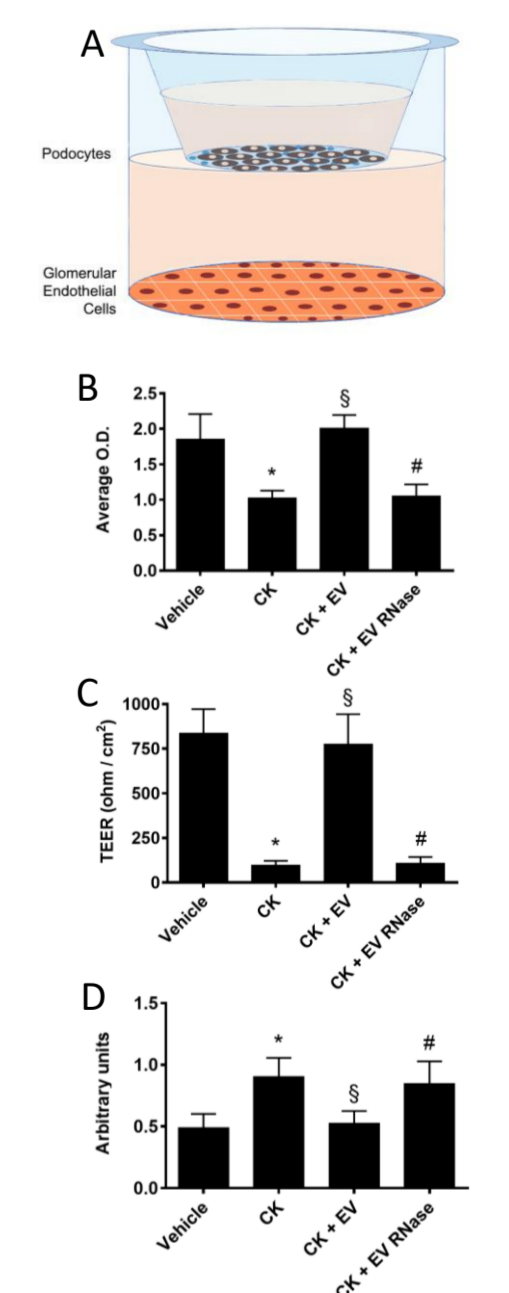 A
Podocytes
Glomerular
Endothelial
Cells
B
Average O.D.
2.5
2.0
1.5
1.0
0.5
0.0
*
§
#
Vehicle
CK
CK + EV
CK + EV RNase
C
TEER (ohm / cm²)
1000
750
500
250
0
*
§
#
Vehicle
CK
CK + EV
CK + EV RNase
D
Arbitrary units
1.5
1.0
0.5
0.0
*
§
#
Vehicle
CK
CK + EV
CK + EV RNase